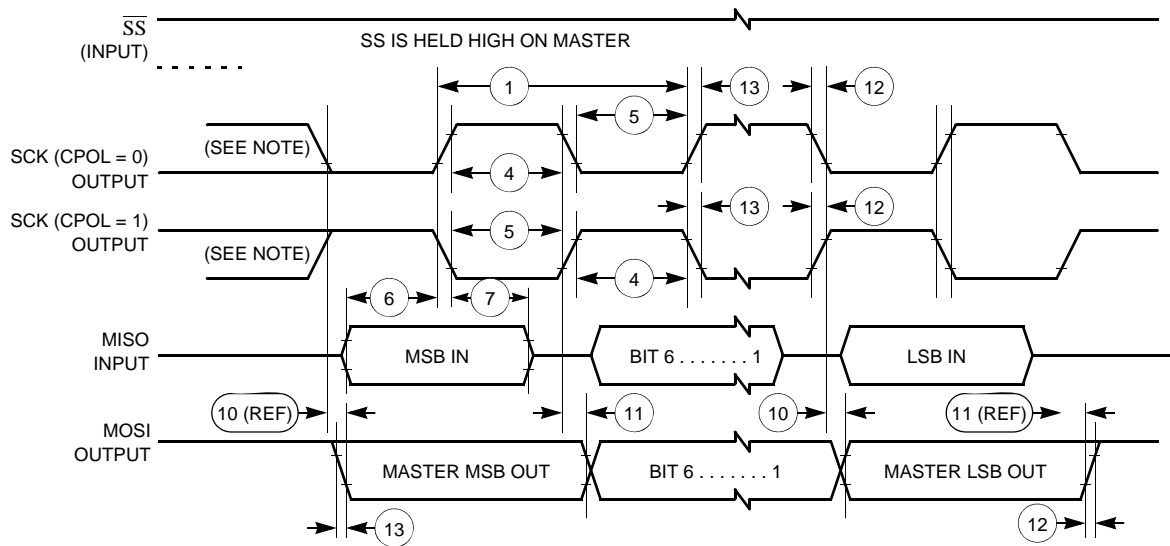 SS
(INPUT)
SS IS HELD HIGH ON MASTER
1
13
12
5
(SEE NOTE)
SCK (CPOL = 0)
OUTPUT
4
13
12
SCK (CPOL = 1)
OUTPUT
5
(SEE NOTE)
4
6
7
MISO
INPUT
MSB IN
BIT 6 . . . . . . . 1
LSB IN
10 (REF)
11
10
11 (REF)
MOSI
OUTPUT
MASTER MSB OUT
BIT 6 . . . . . . . 1
MASTER LSB OUT
13
12